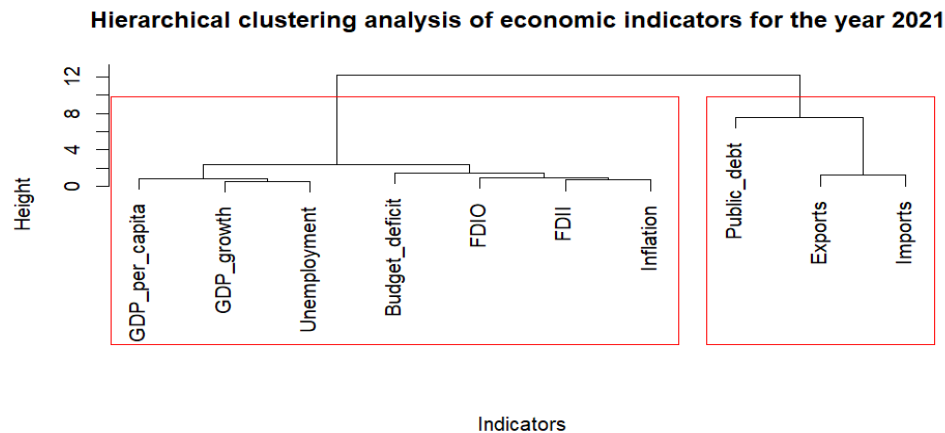 Hierarchical clustering analysis of economic indicators for the year 2021
12
8
4
0
Height
GDP_per_capita
GDP_growth
Unemployment
Budget_deficit
FDIO
FDII
Inflation
Public_debt
Exports
Imports
Indicators